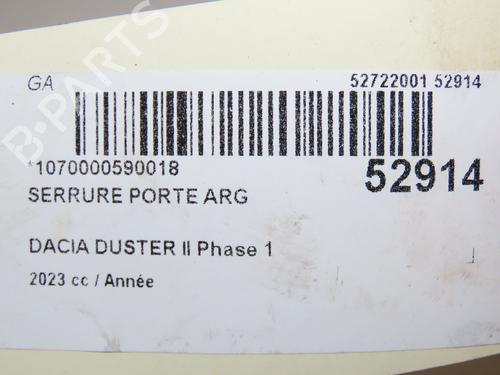 B-PARTS
GA
52722001 52914
*1070000590018
52914
SERRURE PORTE ARG
DACIA DUSTER II Phase 1
2023 cc / Année